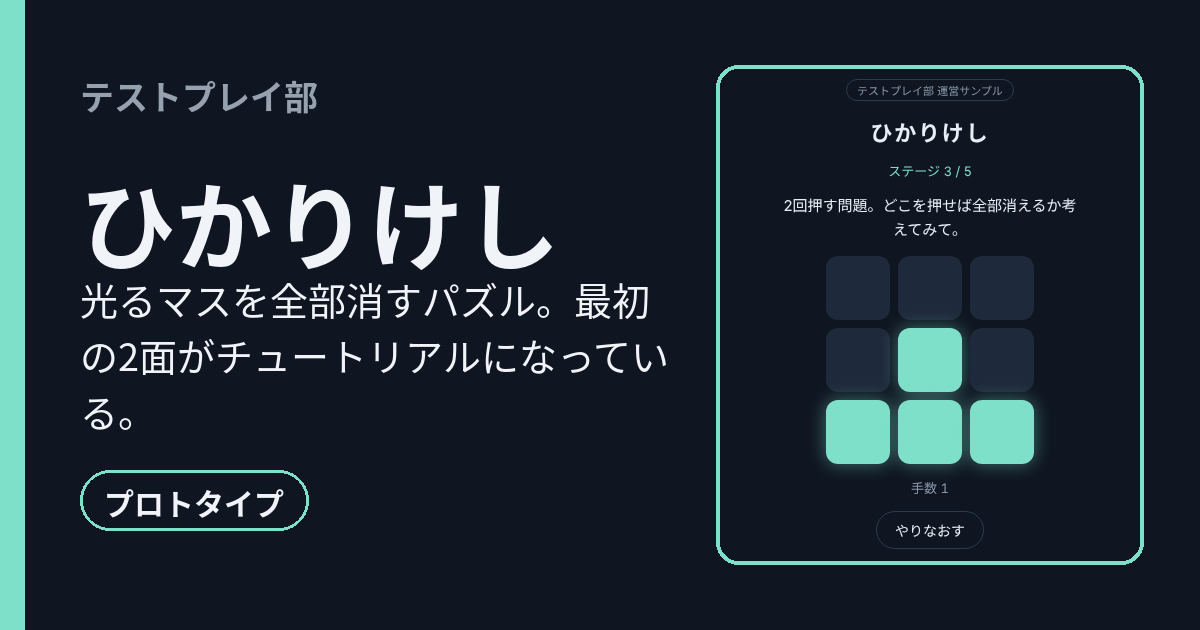 テストプレイ部
ひかりけし
光るマスを全部消すパズル。最初
の2面がチュートリアルになってい
る。
プロトタイプ
テストプレイ部 運営サンプル
ひかりけし
ステージ 3 / 5
2回押す問題。どこを押せば全部消えるか考
えてみて。
手数 1
やりなおす